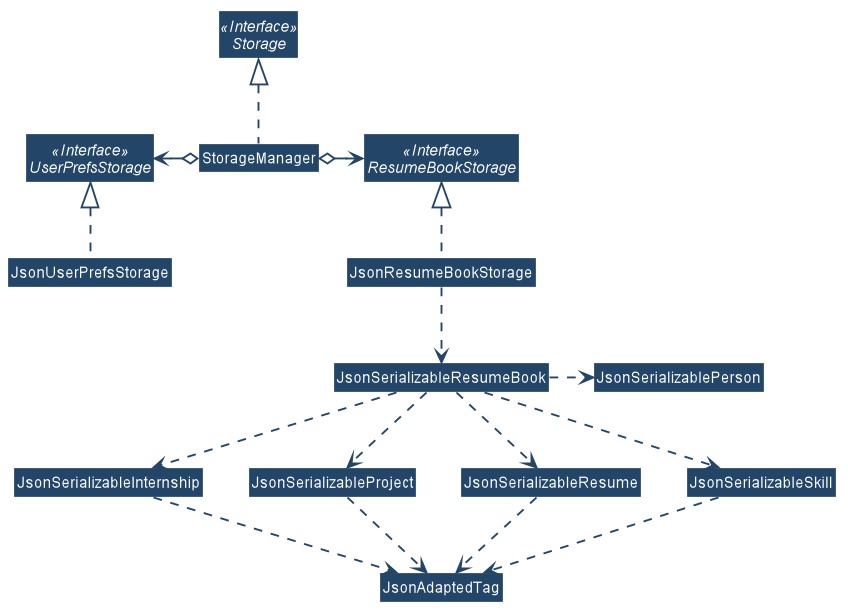 «Interface»
Storage
«Interface»
UserPrefsStorage
StorageManager
«Interface»
ResumeBookStorage
JsonUserPrefsStorage
JsonResumeBookStorage
JsonSerializableResumeBook
JsonSerializablePerson
JsonSerializableInternship
JsonSerializableProject
JsonSerializableResume
JsonSerializableSkill
JsonAdaptedTag